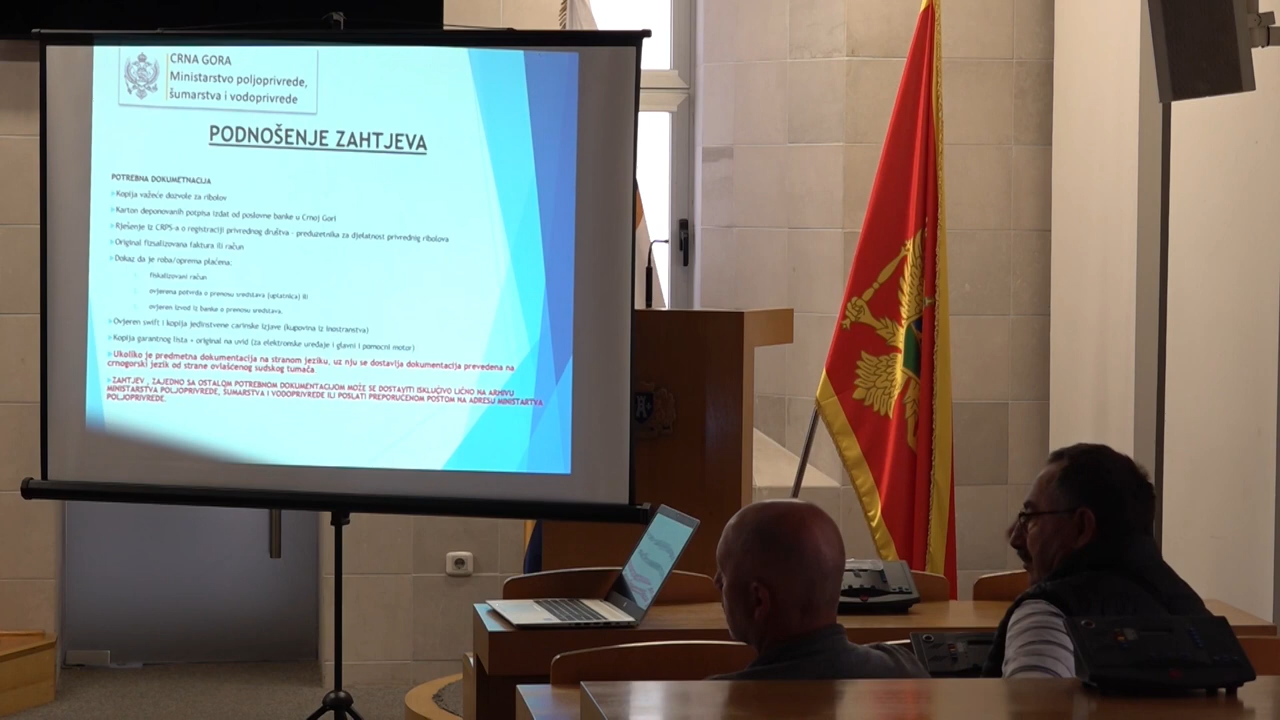 CRNA GORA
Ministarstvo poljoprivrede,
šumarstva i vodoprivrede
PODNOŠENJE ZAHTJEVA
POTREBNA DOKUMETNACIJA
Kopija važeće dozvole za ribolov
Karton deponovanih potpisa izdat od poslovne banke u Crnoj Gori
Rješenje iz CRPS-a o registraciji privrednog društva - preduzetnika za djelatnost privrednog ribolova
Original fizsalizovana faktura ili račun
Dokaz da je roba/oprema plaćena:
fiskalizovani račun
ovjerena potvrda o prenosu sredstava (uplatnica) ili
ovjeren izvod iz banke o prenosu sredstava.
Ovjeren swift i kopija jedinstvene carinske izjave (kupovina iz inostranstva)
Kopija garantnog lista + original na uvid (za elektronske uređaje i glavni i pomoćni motor)
Ukoliko je predmetna dokumentacija na stranom jeziku, uz nju se dostavlja dokumentacija prevedena na
crnogorski jezik od strane ovlašćenog sudskog tumača.
ZAHTJEV , ZAJEDNO SA OSTALOM POTREBNOM DOKUMENTACIJOM MOŽE SE DOSTAVITI ISKLJUČIVO LIČNO NA ARHIVU
MINISTARSTVA POLJOPRIVREDE, ŠUMARSTVA I VODOPRIVREDE ILI POSLATI PREPORUČENOM POŠTOM NA ADRESU MINISTARTVA
POLJOPRIVREDE.